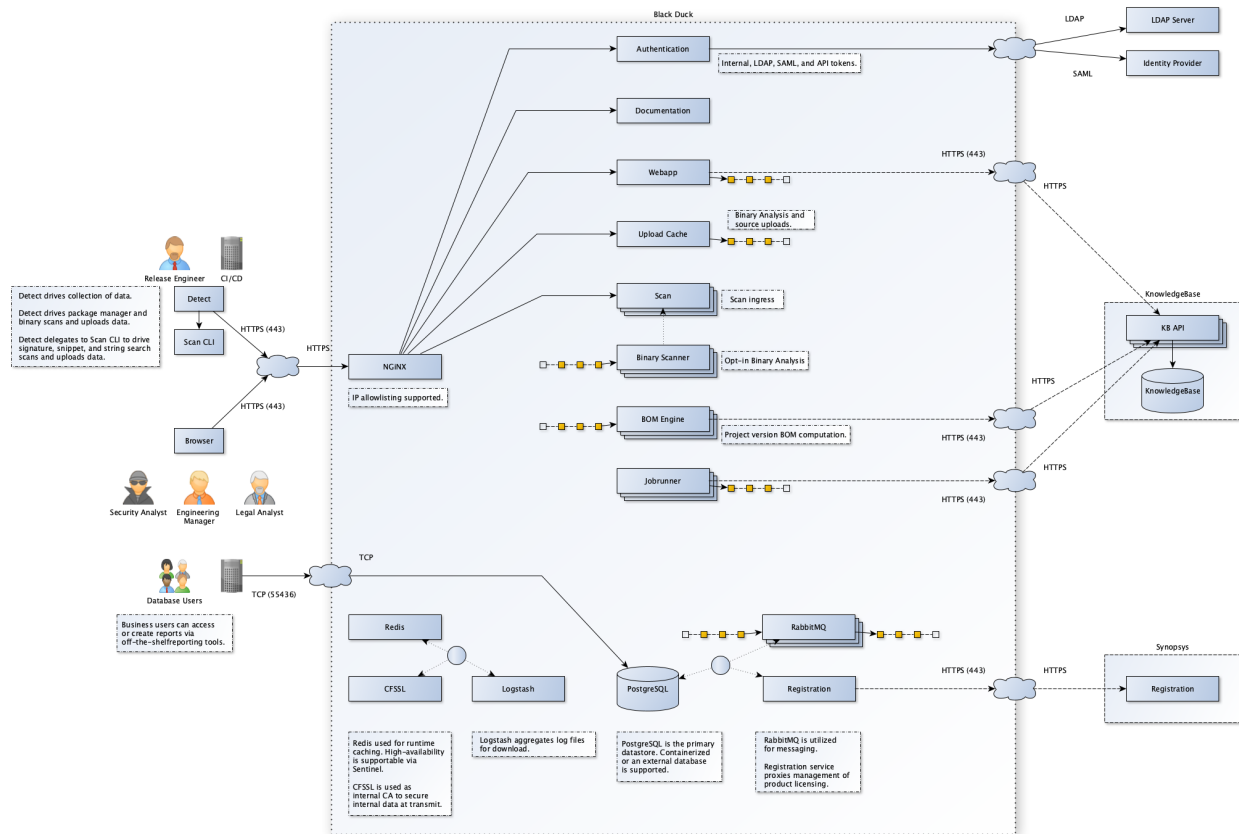 Black Duck
LDAP
LDAP Server
Authentication
Internal, LDAP, SAML, and API tokens.
Identity Provider
SAML
Documentation
HTTPS (443)
Webapp
HTTPS
Binary Analysis and
source uploads.
Upload Cache
Release Engineer
CI/CD
Detect drives collection of data.
Detect drives package manager and
binary scans and uploads data.
Detect delegates to Scan CLI to drive
signature, snippet, and string search
scans and uploads data.
Detect
Scan CLI
HTTPS (443)
HTTPS
Scan
Scan ingress
KnowledgeBase
KB API
NGINX
IP allowlisting supported.
Binary Scanner
Opt-in Binary Analysis
HTTPS
KnowledgeBase
HTTPS (443)
Browser
BOM Engine
Project version BOM computation.
HTTPS (443)
HTTPS
Jobrunner
HTTPS (443)
Security Analyst
Engineering
Manager
Legal Analyst
TCP
Database Users
TCP (55436)
Business users can access
or create reports via
off-the-shelfreporting tools.
Redis
RabbitMQ
CFSSL
Logstash
PostgreSQL
Registration
HTTPS (443)
HTTPS
Synopsys
Registration
Redis used for runtime
caching. High-availability
is supportable via
Sentinel.
CFSSL is used as
internal CA to secure
internal data at transmit.
Logstash aggregates log files
for download.
PostgreSQL is the primary
datastore. Containerized
or an external database
is supported.
RabbitMQ is utilized
for messaging.
Registration service
proxies management of
product licensing.